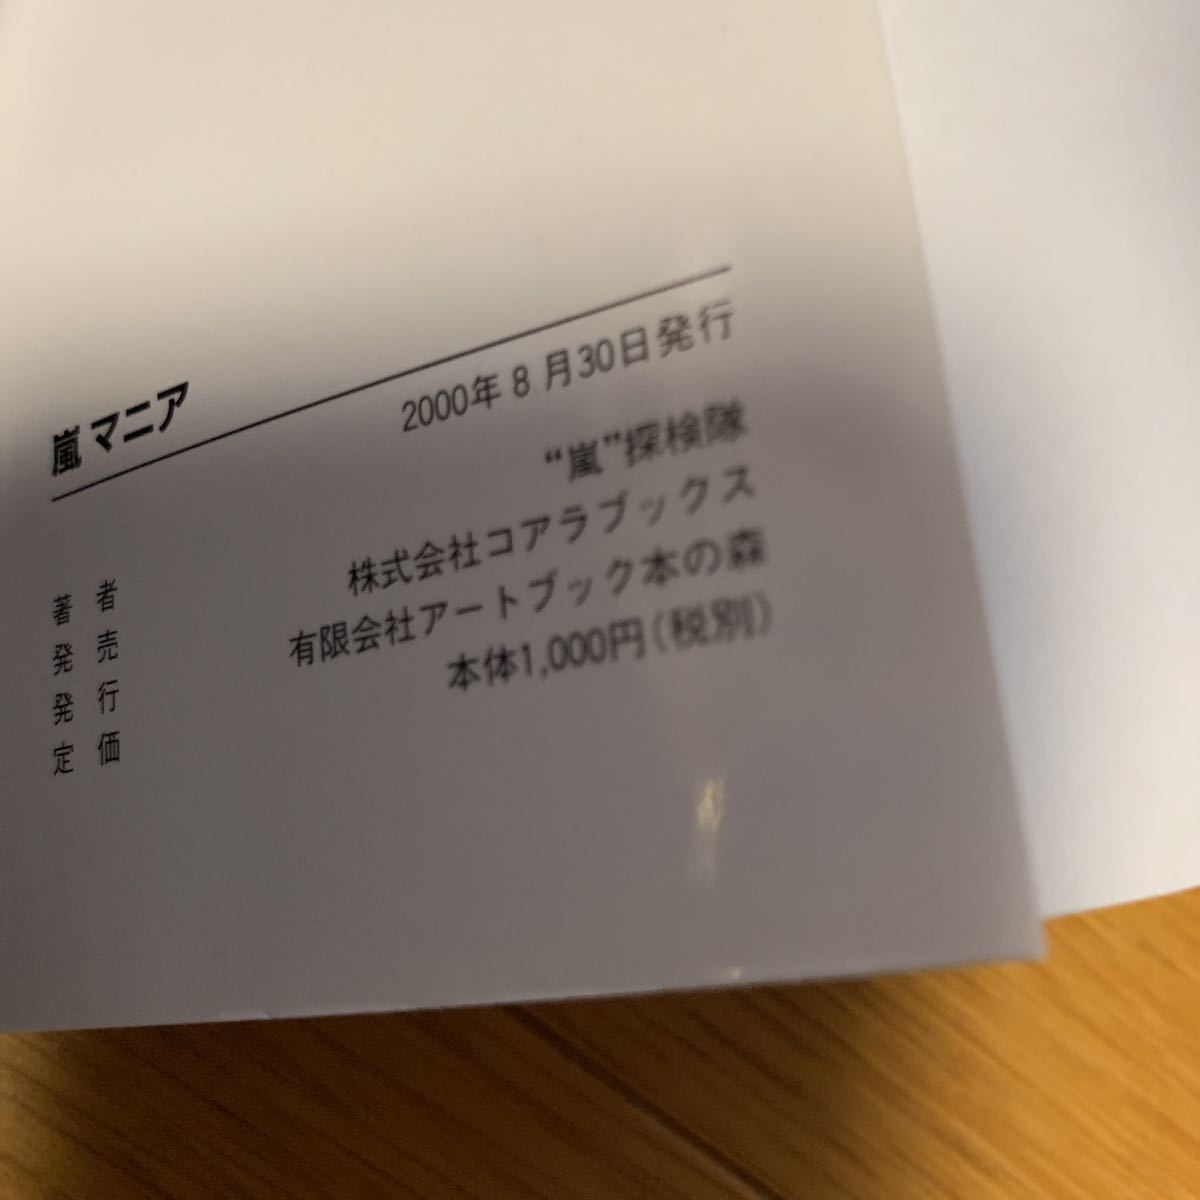 嵐マニア
2000年8月30日発行
著者 “嵐”探検隊
発売 株式会社コアラブックス
発行 有限会社アートブック本の森
定価 本体1,000円(税別)